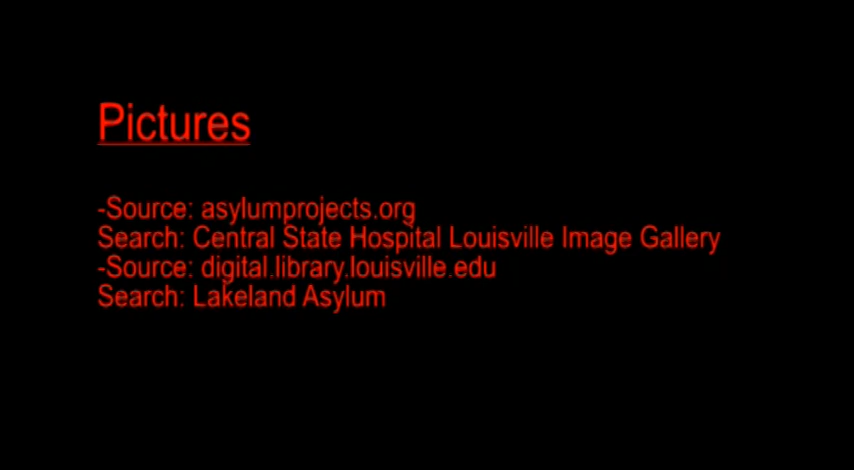 Pictures
-Source: asylumprojects.org
Search: Central State Hospital Louisville Image Gallery
-Source: digital.library.louisville.edu
Search: Lakeland Asylum